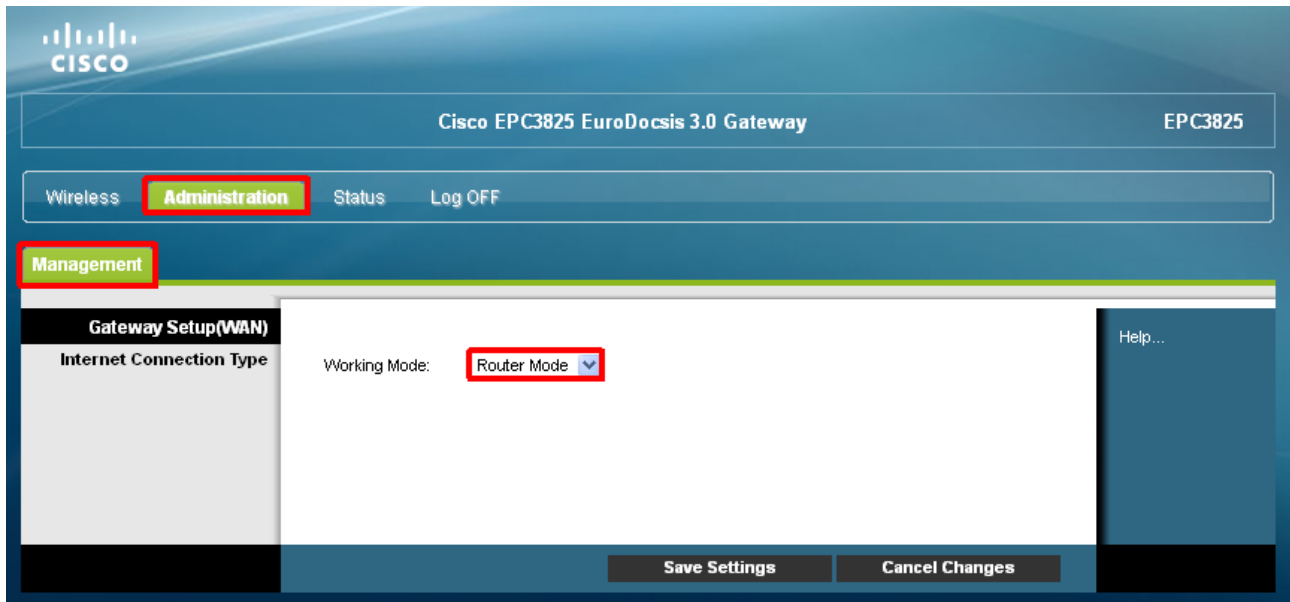 CISCO
Cisco EPC3825 EuroDocsis 3.0 Gateway EPC3825
Wireless Administration Status Log OFF
Management
Gateway Setup(WAN)
Internet Connection Type
Working Mode: Router Mode
Help...
Save Settings Cancel Changes